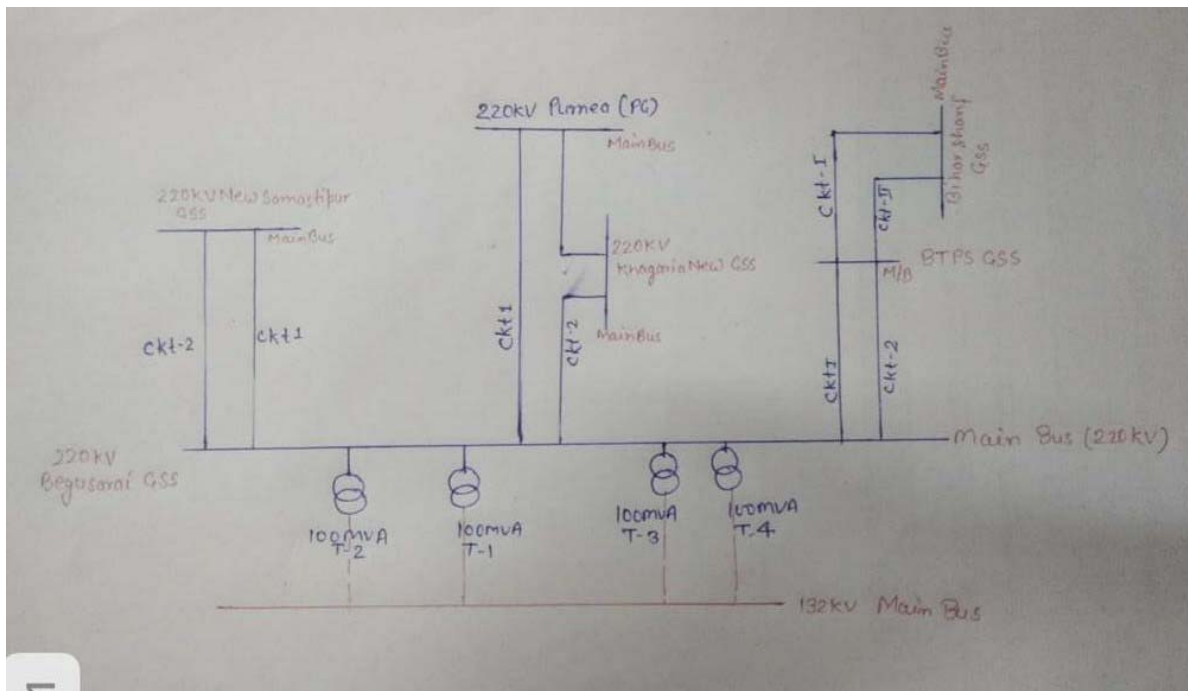 220KV Purnea (PG)
Main Bus
Main Bus
Bihar Sharif
GSS
Ckt-I
Ckt-II
220KV New Samastipur
GSS
Main Bus
220KV
Khagaria New GSS
Main Bus
BTPS GSS
M/B
Ckt-2
Ckt1
Ckt1
Ckt-2
Ckt I
Ckt-2
Main Bus (220KV)
220KV
Begusarai GSS
100MVA
T-2
100MVA
T-1
100MVA
T-3
100MVA
T-4
132KV Main Bus
1